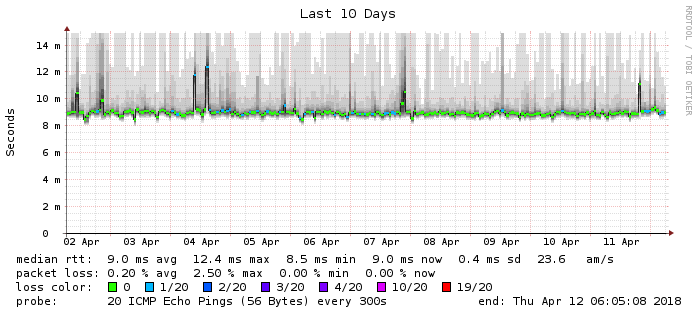 Last 10 Days
RRDTOOL / TOBI OETIKER
Seconds
14 m
12 m
10 m
8 m
6 m
4 m
2 m
0
02 Apr 03 Apr 04 Apr 05 Apr 06 Apr 07 Apr 08 Apr 09 Apr 10 Apr 11 Apr
median rtt: 9.0 ms avg 12.4 ms max 8.5 ms min 9.0 ms now 0.4 ms sd 23.6 am/s
packet loss: 0.20 % avg 2.50 % max 0.00 % min 0.00 % now
loss color: 0 1/20 2/20 3/20 4/20 10/20 19/20
probe: 20 ICMP Echo Pings (56 Bytes) every 300s end: Thu Apr 12 06:05:08 2018